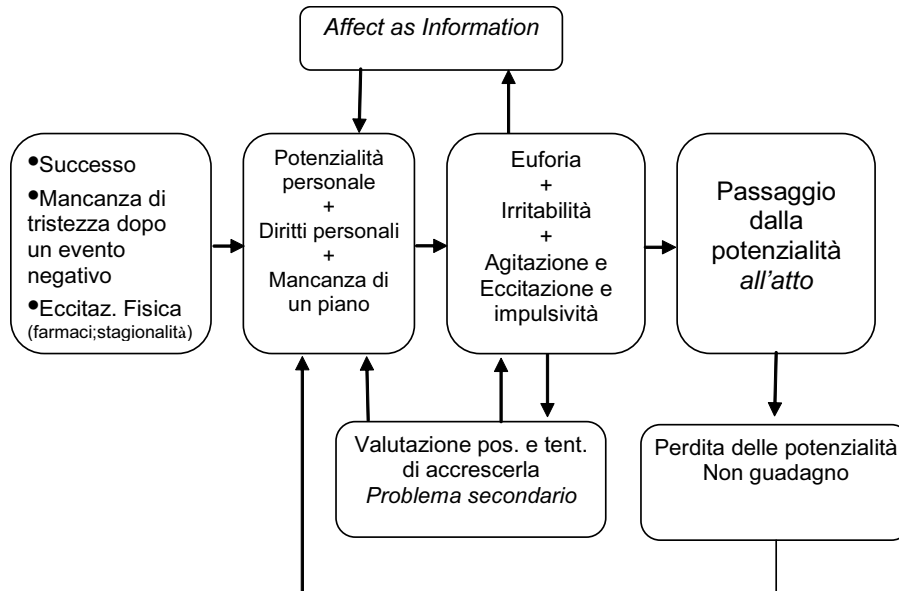 Affect as Information
•Successo
•Mancanza di
tristezza dopo
un evento
negativo
•Eccitaz. Fisica
(farmaci;stagionalità)
Potenzialità
personale
+
Diritti personali
+
Mancanza di
un piano
Euforia
+
Irritabilità
+
Agitazione e
Eccitazione e
impulsività
Passaggio
dalla
potenzialità
all'atto
Valutazione pos. e tent.
di accrescerla
Problema secondario
Perdita delle potenzialità
Non guadagno